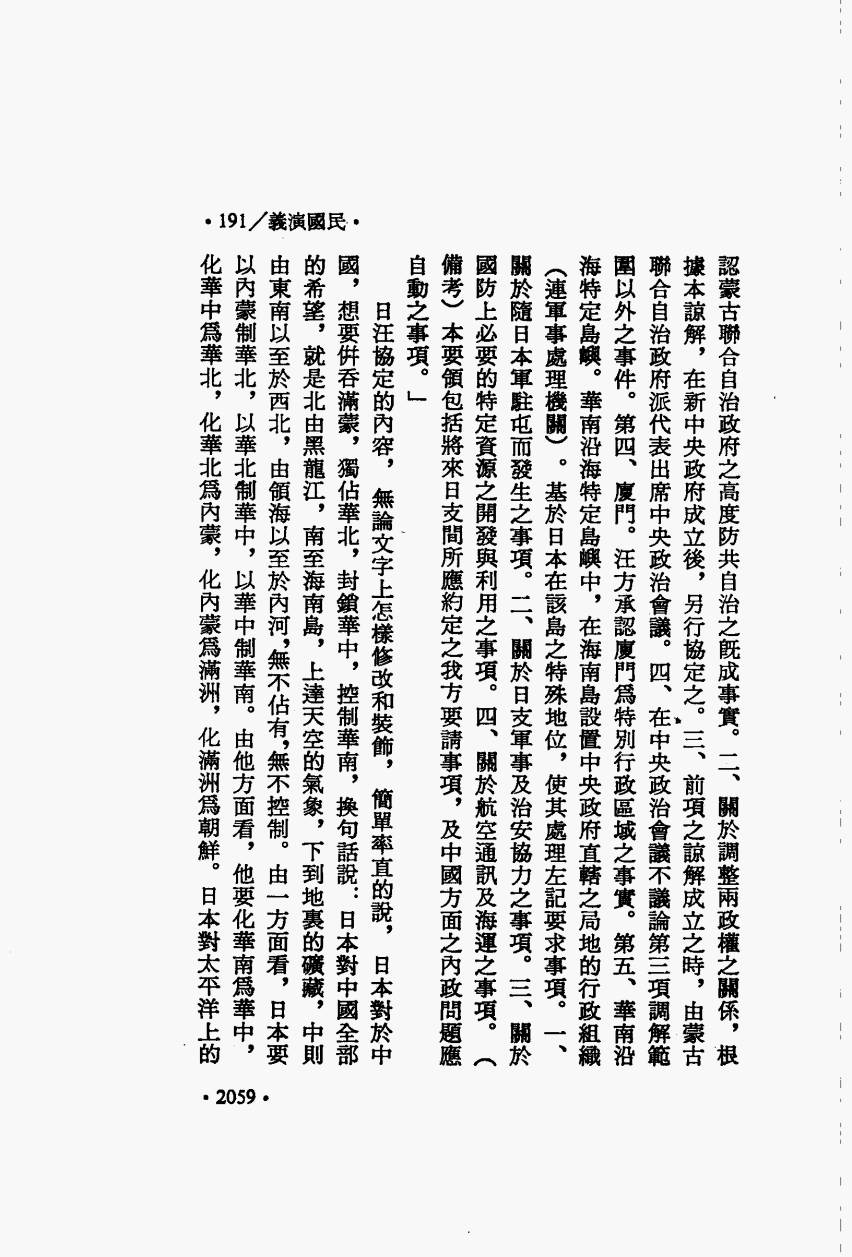 •191／義演國民•
認蒙古聯合自治政府之高度防共自治之既成事實。二、關於調整兩政權之關係，根
據本諒解，在新中央政府成立後，另行協定之。三、前項之諒解成立之時，由蒙古
聯合自治政府派代表出席中央政治會議。四、在中央政治會議不議論第三項調解範
圍以外之事件。第四、廈門。汪方承認廈門爲特別行政區域之事實。第五、華南沿
海特定島嶼。華南沿海特定島嶼中，在海南島設置中央政府直轄之局地的行政組織
（連軍事處理機關）。基於日本在該島之特殊地位，使其處理左記要求事項。一、
關於隨日本軍駐屯而發生之事項。二、關於日支軍事及治安協力之事項。三、關於
國防上必要的特定資源之開發與利用之事項。四、關於航空通訊及海運之事項。（
備考）本要領包括將來日支間所應約定之我方要請事項，及中國方面之內政問題應
自動之事項。」
日汪協定的內容，無論文字上怎樣修改和裝飾，簡單率直的說，日本對於中
國，想要併吞滿蒙，獨佔華北，封鎖華中，控制華南，換句話說：日本對中國全部
的希望，就是北由黑龍江，南至海南島，上達天空的氣象，下到地裏的礦藏，中則
由東南以至於西北，由領海以至於內河，無不佔有，無不控制。由一方面看，日本要
以內蒙制華北，以華北制華中，以華中制華南。由他方面看，他要化華南爲華中，
化華中爲華北，化華北爲內蒙，化內蒙爲滿洲，化滿洲爲朝鮮。日本對太平洋上的
•2059•